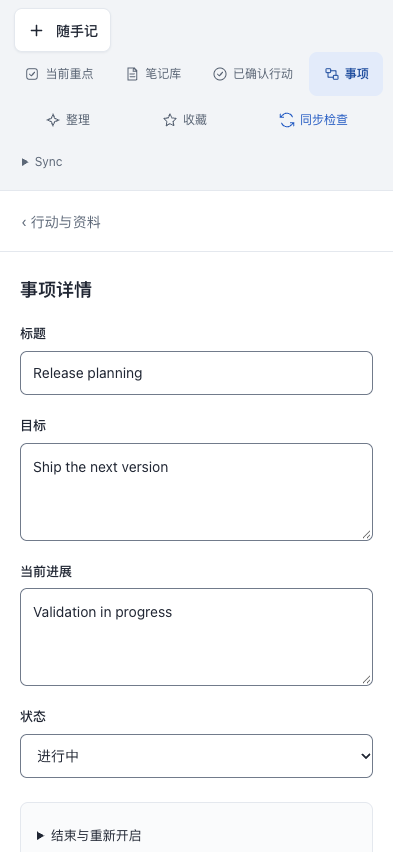 随手记
当前重点 笔记库 已确认行动 事项
整理 收藏 同步检查
Sync
‹ 行动与资料
事项详情
标题
Release planning
目标
Ship the next version
当前进展
Validation in progress
状态
进行中
结束与重新开启